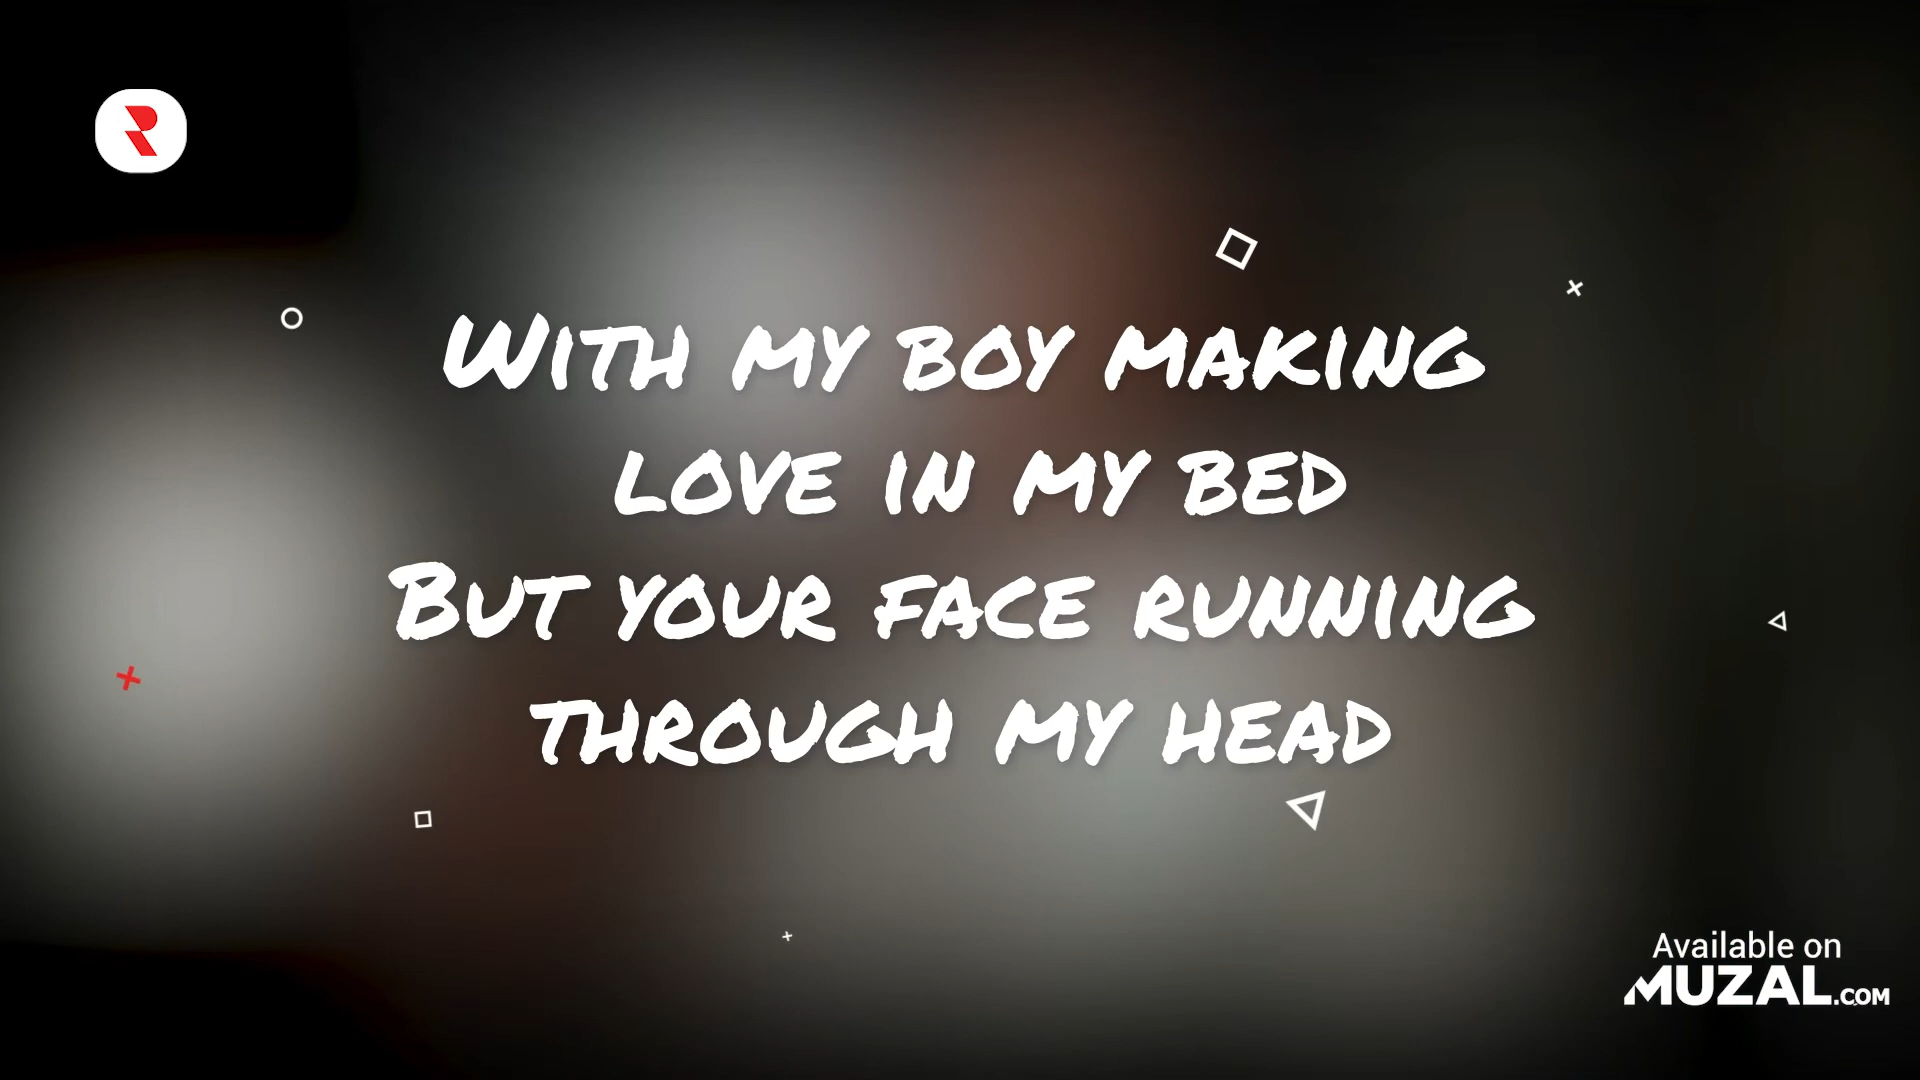 With my boy making
love in my bed
But your face running
through my head
Available on
MUZAL.COM